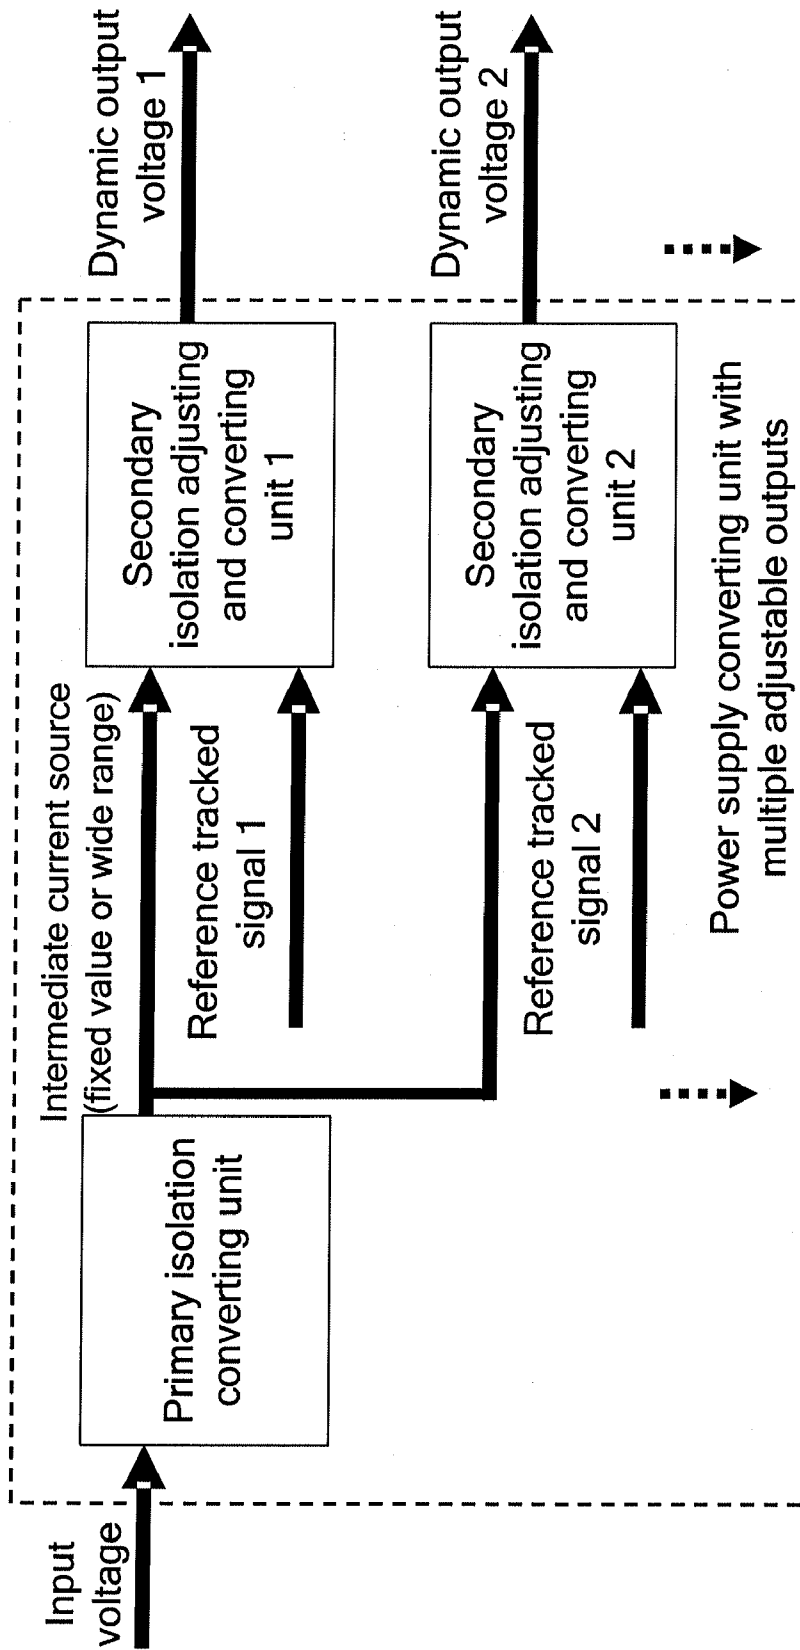 Input
voltage
Primary isolation
converting unit
Intermediate current source
(fixed value or wide range)
Reference tracked
signal 1
Secondary
isolation adjusting
and converting
unit 1
Dynamic output
voltage 1
Reference tracked
signal 2
Secondary
isolation adjusting
and converting
unit 2
Dynamic output
voltage 2
Power supply converting unit with
multiple adjustable outputs